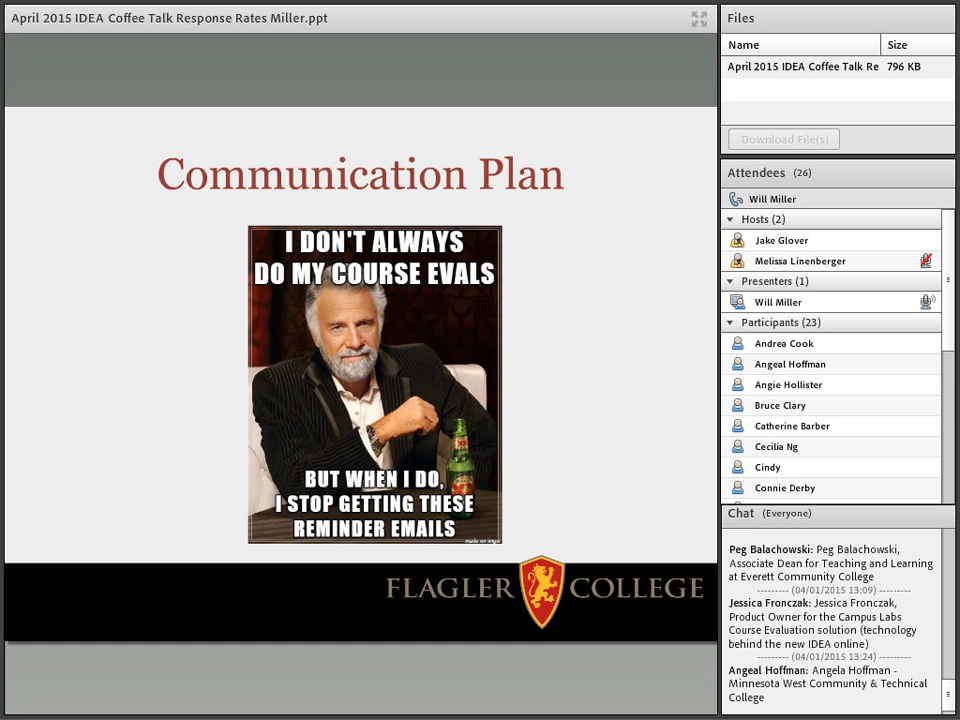 April 2015 IDEA Coffee Talk Response Rates Miller.ppt
Communication Plan
I DON'T ALWAYS
DO MY COURSE EVALS
BUT WHEN I DO,
I STOP GETTING THESE
REMINDER EMAILS
made on imgur
FLAGLER COLLEGE
Files
Name Size
April 2015 IDEA Coffee Talk Re 796 KB
Download File(s)
Attendees (26)
Will Miller
Hosts (2)
Jake Glover
Melissa Linenberger
Presenters (1)
Will Miller
Participants (23)
Andrea Cook
Angeal Hoffman
Angie Hollister
Bruce Clary
Catherine Barber
Cecilia Ng
Cindy
Connie Derby
Chat (Everyone)
Peg Balachowski: Peg Balachowski,
Associate Dean for Teaching and Learning
at Everett Community College
--------- (04/01/2015 13:09) ---------
Jessica Fronczak: Jessica Fronczak,
Product Owner for the Campus Labs
Course Evaluation solution (technology
behind the new IDEA online)
--------- (04/01/2015 13:24) ---------
Angeal Hoffman: Angela Hoffman -
Minnesota West Community & Technical
College